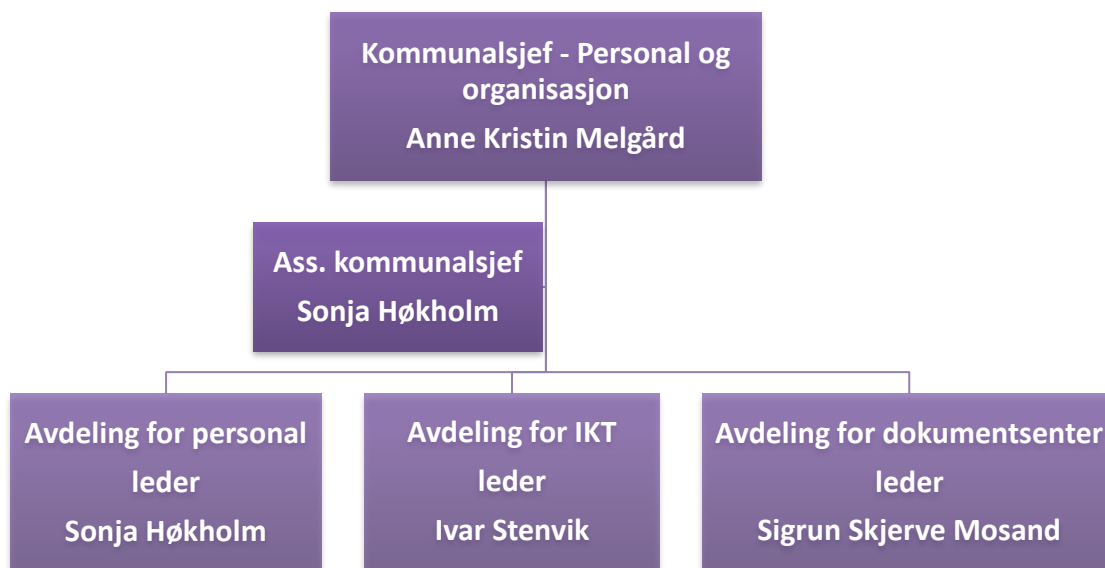 Kommunalsjef - Personal og
organisasjon
Anne Kristin Melgård
Ass. kommunalsjef
Sonja Høkholm
Avdeling for personal
leder
Sonja Høkholm
Avdeling for IKT
leder
Ivar Stenvik
Avdeling for dokumentsenter
leder
Sigrun Skjerve Mosand